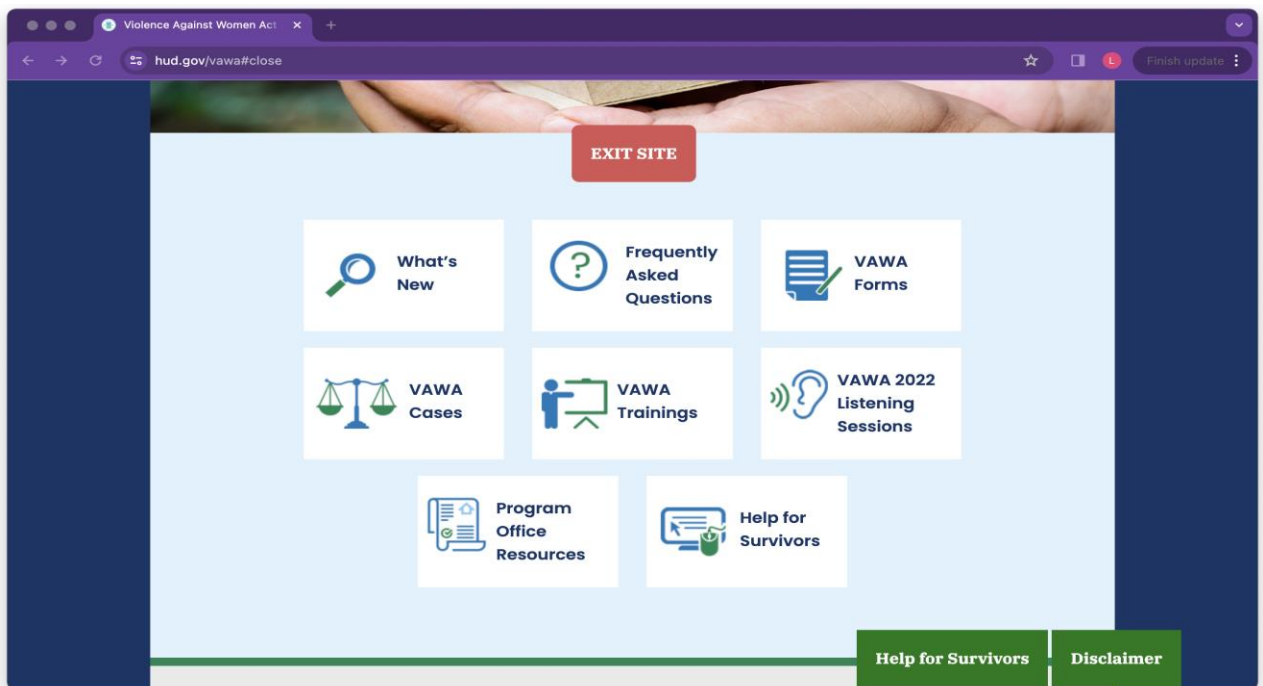 Violence Against Women Act
hud.gov/vawa#close
L
Finish update
EXIT SITE
What's
New
?
Frequently
Asked
Questions
VAWA
Forms
VAWA
Cases
VAWA
Trainings
VAWA 2022
Listening
Sessions
Program
Office
Resources
Help for
Survivors
Help for Survivors
Disclaimer